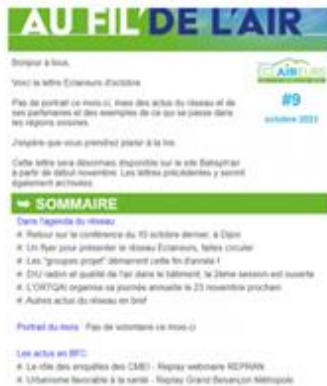 AU FIL'DE L'AIR
Bonjour à tous,
Voici la lettre Eclaireurs d'octobre.
ECLAIREURS
Pas de portrait ce mois-ci, mais des actus du réseau et de
ses partenaires et des exemples de ce qui se passe dans
les régions voisines.
#9
octobre 2023
J'espère que vous prendrez plaisir à la lire.
Cette lettre sera désormais disponible sur le site
à partir de début novembre. Les lettres précédentes y seront
également archivées.
➥ SOMMAIRE
Dans l'agenda du réseau
# Retour sur la conférence du 10 octobre dernier, à Dijon
# Un flyer pour présenter le réseau Eclaireurs, faites circuler
# Les "groupes projet" démarrent cette fin d'année !
# DIU radon et qualité de l'air dans le bâtiment, la 2ème session est ouverte
# L'ORTQAI organise sa journée annuelle le 23 novembre prochain
# Autres actus du réseau en bref
Portrait du mois : Pas de volontaire ce mois-ci
Les actus en BFC
# Le rôle des enquêtes des CMEI - Replay webinaire REPRAN
# Urbanisme favorable à la santé - Replay Grand Besançon Métropole